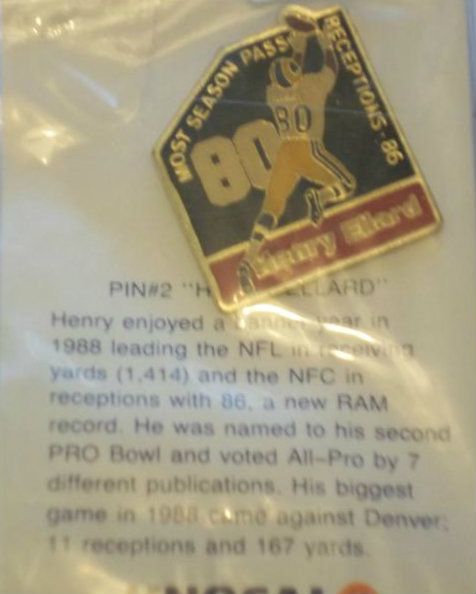 MOST SEASON PASS RECEPTIONS - 86
80
80
Henry Ellard
PIN#2 "H ELLARD"
Henry enjoyed a banner year in
1988 leading the NFL in receiving
yards (1,414) and the NFC in
receptions with 86, a new RAM
record. He was named to his second
PRO Bowl and voted All-Pro by 7
different publications. His biggest
game in 1988 came against Denver;
11 receptions and 167 yards.